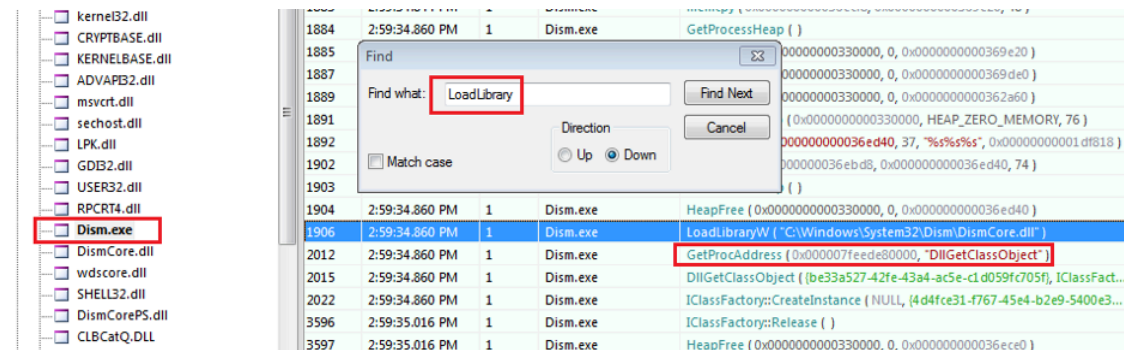 kernel32.dll
CRYPTBASE.dll
KERNELBASE.dll
ADVAPI32.dll
msvcrt.dll
sechost.dll
LPK.dll
GDI32.dll
USER32.dll
RPCRT4.dll
Dism.exe
DismCore.dll
wdscore.dll
SHELL32.dll
DismCorePS.dll
CLBCatQ.DLL
1884 2:59:34.860 PM 1 Dism.exe GetProcessHeap ( )
1885 000000000330000, 0, 0x0000000000369e20 )
1887 000000000330000, 0, 0x0000000000369de0 )
1889 000000000330000, 0, 0x0000000000362a60 )
1891 ( 0x0000000000330000, HEAP_ZERO_MEMORY, 76 )
1892 000000000036ed40, 37, "%s%s%s", 0x00000000001df818 )
1902 00000000036ebd8, 0x000000000036ed40, 74 )
1903 ( )
Find
Find what: LoadLibrary Find Next
Direction Cancel
Match case Up Down
1904 2:59:34.860 PM 1 Dism.exe HeapFree ( 0x0000000000330000, 0, 0x000000000036ed40 )
1906 2:59:34.860 PM 1 Dism.exe LoadLibraryW ( "C:\Windows\System32\Dism\DismCore.dll" )
2012 2:59:34.860 PM 1 Dism.exe GetProcAddress ( 0x000007feede80000, "DllGetClassObject" )
2015 2:59:34.860 PM 1 Dism.exe DllGetClassObject ( {be33a527-42fe-43a4-ac5e-c1d059fc705f}, IClassFact...
2022 2:59:34.860 PM 1 Dism.exe IClassFactory::CreateInstance ( NULL, {4d4fce31-f767-45e4-b2e9-5400e3...
3596 2:59:35.016 PM 1 Dism.exe IClassFactory::Release ( )
3597 2:59:35.016 PM 1 Dism.exe HeapFree ( 0x0000000000330000, 0, 0x000000000036ece0 )